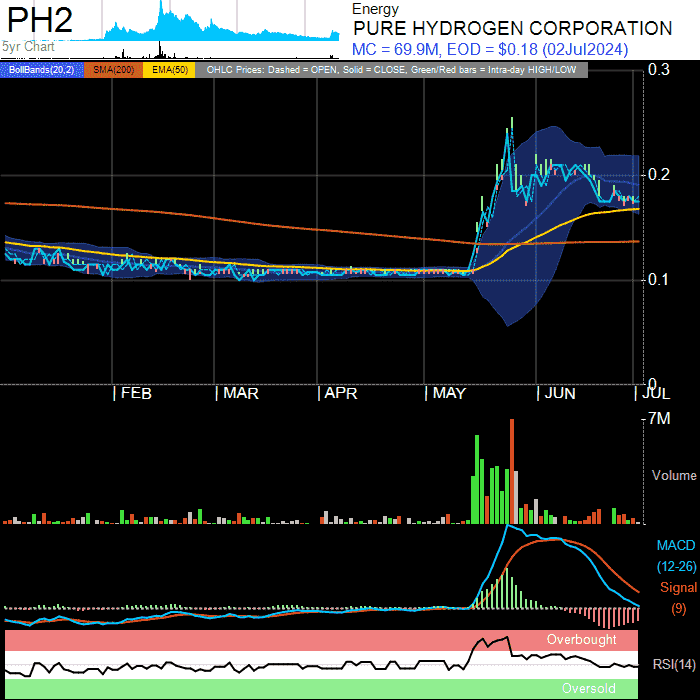 PH2
5yr Chart
Energy
PURE HYDROGEN CORPORATION
MC = 69.9M, EOD = $0.18 (02Jul2024)
BollBands(20,2) SMA(200) EMA(50) OHLC Prices: Dashed = OPEN, Solid = CLOSE, Green/Red bars = Intra-day HIGH/LOW
0.3
0.2
0.1
0
FEB MAR APR MAY JUN JUL
7M
Volume
MACD
(12-26)
Signal
(9)
Overbought
RSI(14)
Oversold